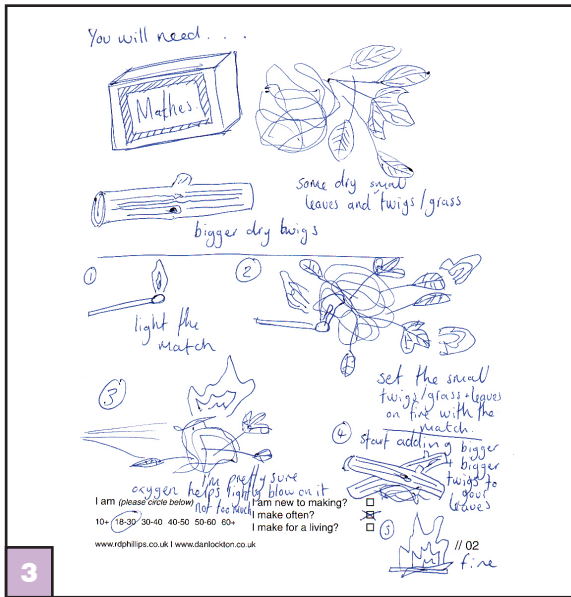 You will need . . . .
Mathes.
some dry small
leaves and twigs/grass
bigger dry twigs
1
light the
match
2
set the small
twigs/grass+leaves
on fire with the
match.
3
I'm pretty sure
oxygen helps lightly blow on it
not too much
4
start adding bigger
+ bigger
twigs to
your
leaves
5
fire
I am (please circle below)
10+ 18-30 30-40 40-50 50-60 60+
I am new to making?
I make often?
I make for a living?
www.rdphillips.co.uk I www.danlockton.co.uk
// 02
3